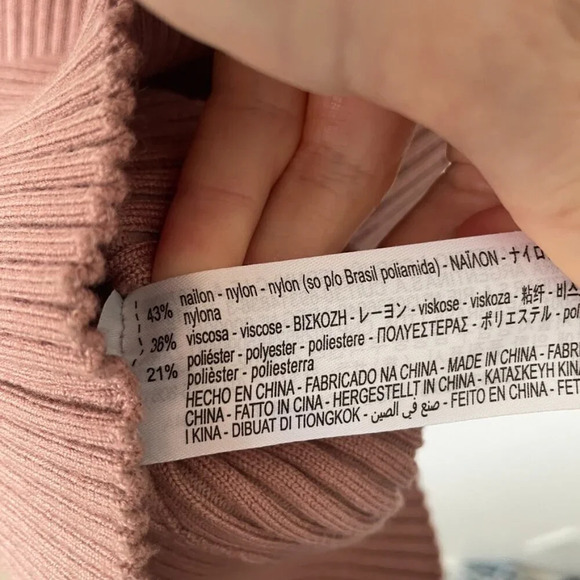 43% nailon - nylon - nylon (so p/o Brasil poliamida) - ΝΑΪΛΟΝ - ナイロ
nylona
36% viscosa - viscose - ΒΙΣΚΟΖΗ - レーヨン - viskose - viskoza - 粘纤 - 비스
21% poliéster - polyester - poliestere - ΠΟΛΥΕΣΤΕΡΑΣ - ポリエステル - pol
polièster - poliesterra
HECHO EN CHINA - FABRICADO NA CHINA - MADE IN CHINA - FABRI
CHINA - FATTO IN CINA - HERGESTELLT IN CHINA - ΚΑΤΑΣΚΕΥΗ ΚΙΝΑ
I KINA - DIBUAT DI TIONGKOK - صنع في الصين - FEITO EN CHINA - FET